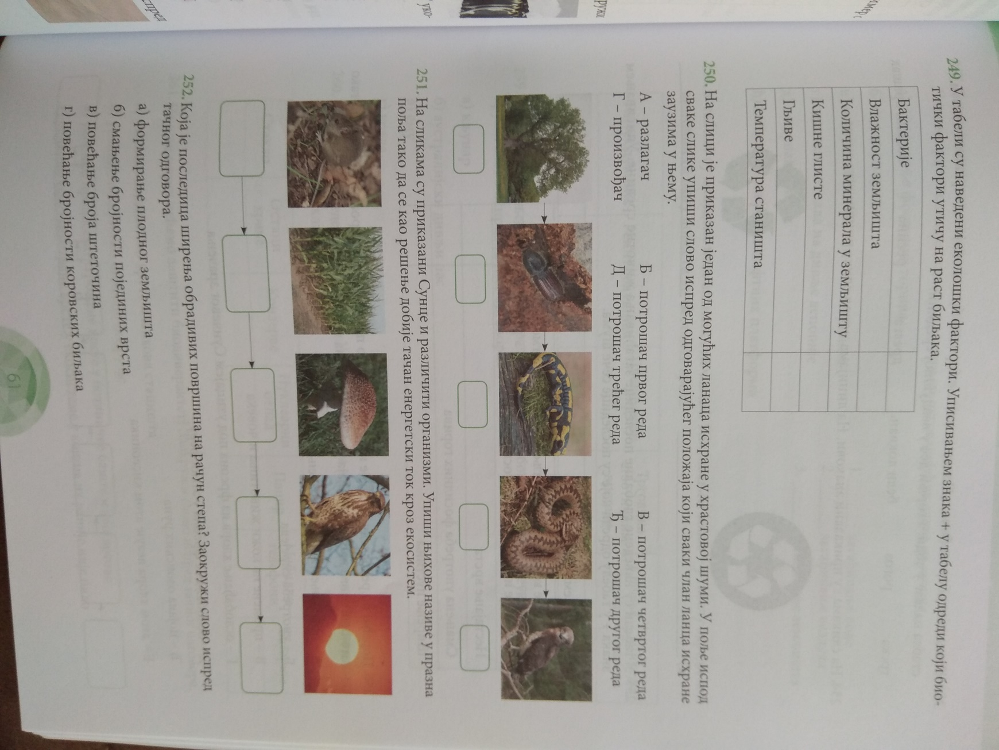 249. У табели су наведени еколошки фактори. Уписивањем знака + у табелу одреди који био-
тички фактори утичу на раст биљака.
Бактерије
Влажност земљишта
Количина минерала у земљишту
Кишне глисте
Гљиве
Температура станишта
250. На слици је приказан један од могућих ланаца исхране у храстовој шуми. У поље испод
сваке слике упиши слово испред одговарајућег положаја који сваки члан ланца исхране
заузима у њему.
А – разлагач Б – потрошач првог реда В – потрошач четвртог реда
Г – произвођач Д – потрошач трећег реда Ђ – потрошач другог реда
251. На сликама су приказани Сунце и различити организми. Упиши њихове називе у празна
поља тако да се као решење добије тачан енергетски ток кроз екосистем.
252. Која је последица ширења обрадивих површина на рачун степа? Заокружи слово испред
тачног одговора.
а) формирање плодног земљишта
б) смањење бројности појединих врста
в) повећање броја штеточина
г) повећање бројности коровских биљака
61
уко-
ружи
спред